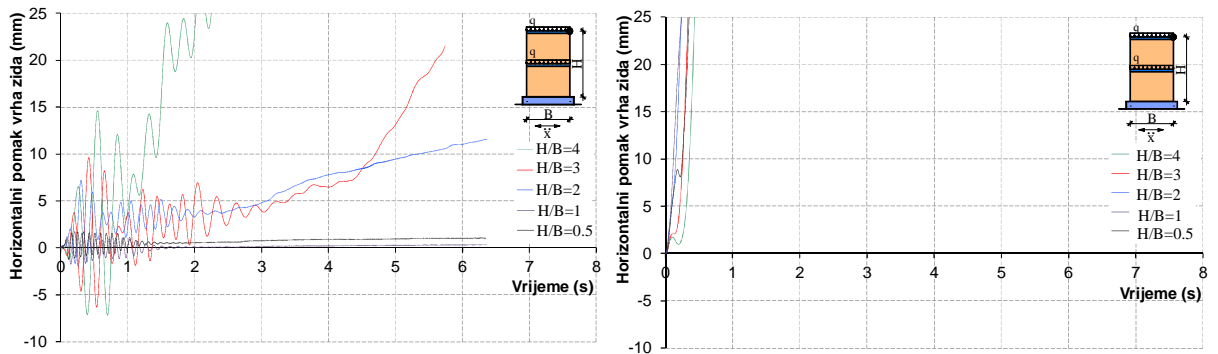 Horizontalni pomak vrha zida (mm)
25
20
15
10
5
0
-5
-10
0
1
2
3
4
5
6
7
8
Vrijeme (s)
q
q
H
B
ẍ
H/B=4
H/B=3
H/B=2
H/B=1
H/B=0.5
Horizontalni pomak vrha zida (mm)
25
20
15
10
5
0
-5
-10
0
1
2
3
4
5
6
7
8
Vrijeme (s)
q
q
H
B
ẍ
H/B=4
H/B=3
H/B=2
H/B=1
H/B=0.5